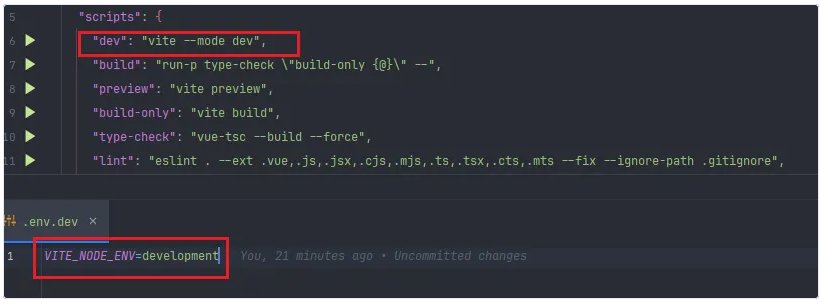 5 "scripts": {
6 "dev": "vite --mode dev",
7 "build": "run-p type-check \"build-only {@}\" --",
8 "preview": "vite preview",
9 "build-only": "vite build",
10 "type-check": "vue-tsc --build --force",
11 "lint": "eslint . --ext .vue,.js,.jsx,.cjs,.mjs,.ts,.tsx,.cts,.mts --fix --ignore-path .gitignore",
.env.dev ×
1 VITE_NODE_ENV=development You, 21 minutes ago • Uncommitted changes